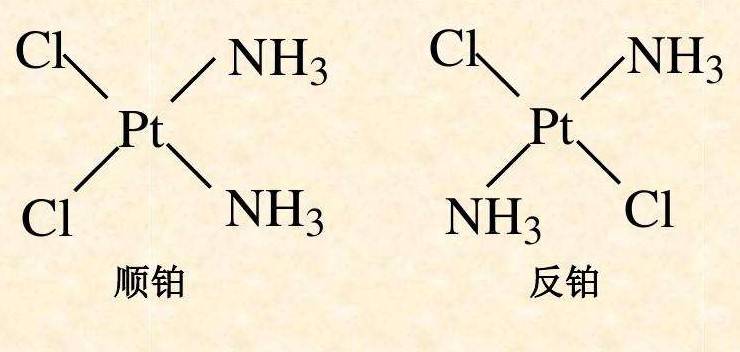 Cl NH3 Cl NH3
Pt Pt
Cl NH3 NH3 Cl
顺铂 反铂